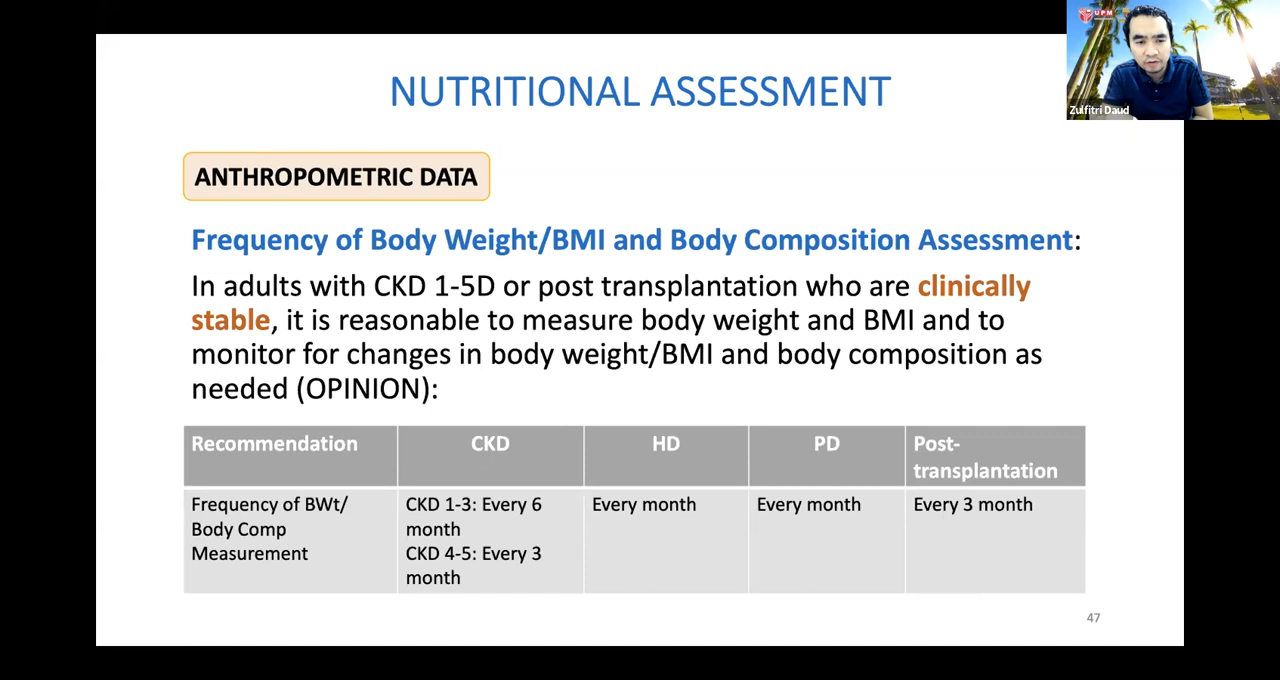 UPM
Zulfitri Daud
NUTRITIONAL ASSESSMENT
ANTHROPOMETRIC DATA
Frequency of Body Weight/BMI and Body Composition Assessment:
In adults with CKD 1-5D or post transplantation who are clinically
stable, it is reasonable to measure body weight and BMI and to
monitor for changes in body weight/BMI and body composition as
needed (OPINION):
Recommendation
CKD
HD
PD
Post-
transplantation
Frequency of BWt/
Body Comp
Measurement
CKD 1-3: Every 6
month
CKD 4-5: Every 3
month
Every month
Every month
Every 3 month
47